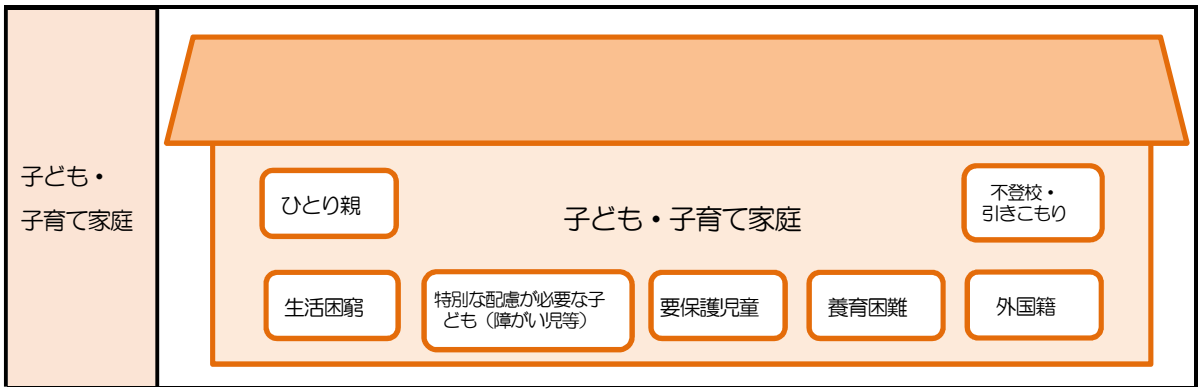 子ども・
子育て家庭
ひとり親
子ども・子育て家庭
不登校・
引きこもり
生活困窮
特別な配慮が必要な子
ども（障がい児等）
要保護児童
養育困難
外国籍